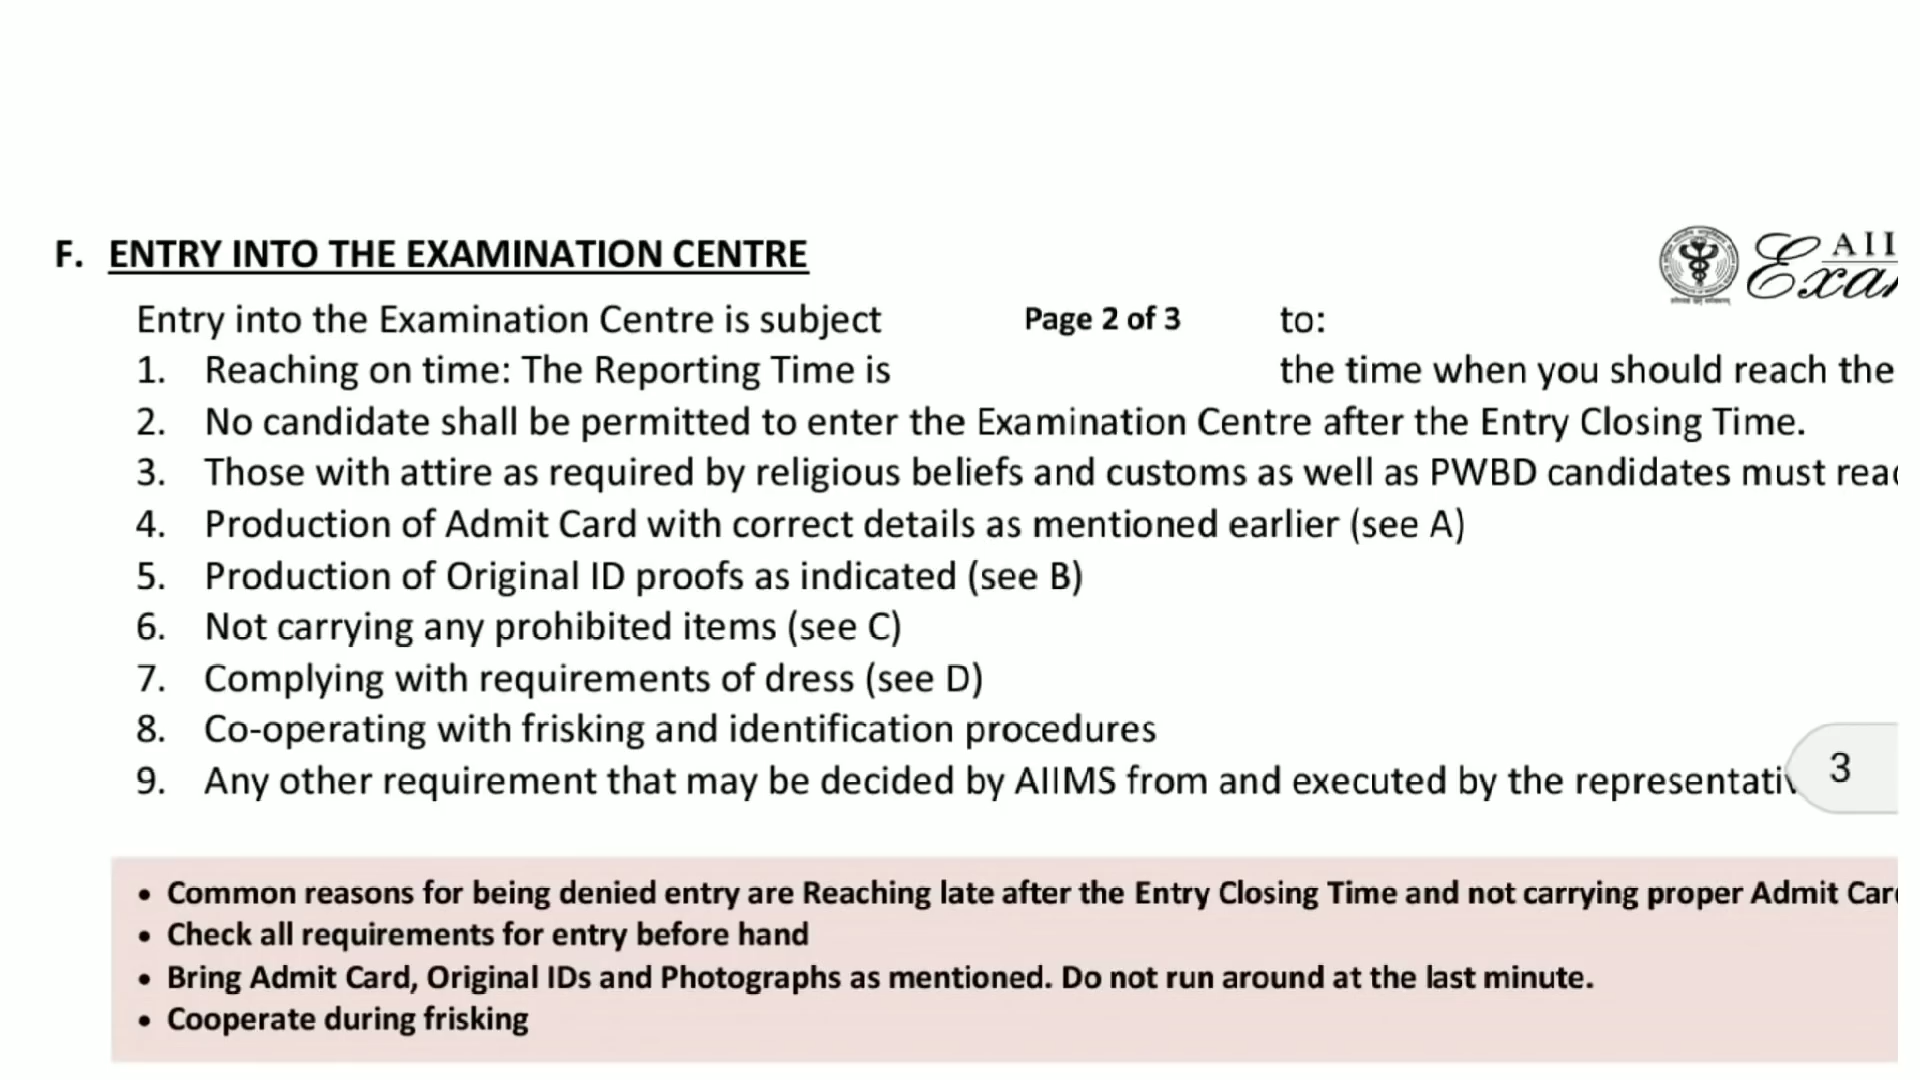 F. ENTRY INTO THE EXAMINATION CENTRE
AII
Exa
Entry into the Examination Centre is subject Page 2 of 3 to:
1. Reaching on time: The Reporting Time is the time when you should reach the
2. No candidate shall be permitted to enter the Examination Centre after the Entry Closing Time.
3. Those with attire as required by religious beliefs and customs as well as PWBD candidates must
4. Production of Admit Card with correct details as mentioned earlier (see A)
5. Production of Original ID proofs as indicated (see B)
6. Not carrying any prohibited items (see C)
7. Complying with requirements of dress (see D)
8. Co-operating with frisking and identification procedures
9. Any other requirement that may be decided by AIIMS from and executed by the
3
• Common reasons for being denied entry are Reaching late after the Entry Closing Time and not carrying proper Admit
• Check all requirements for entry before hand
• Bring Admit Card, Original IDs and Photographs as mentioned. Do not run around at the last minute.
• Cooperate during frisking